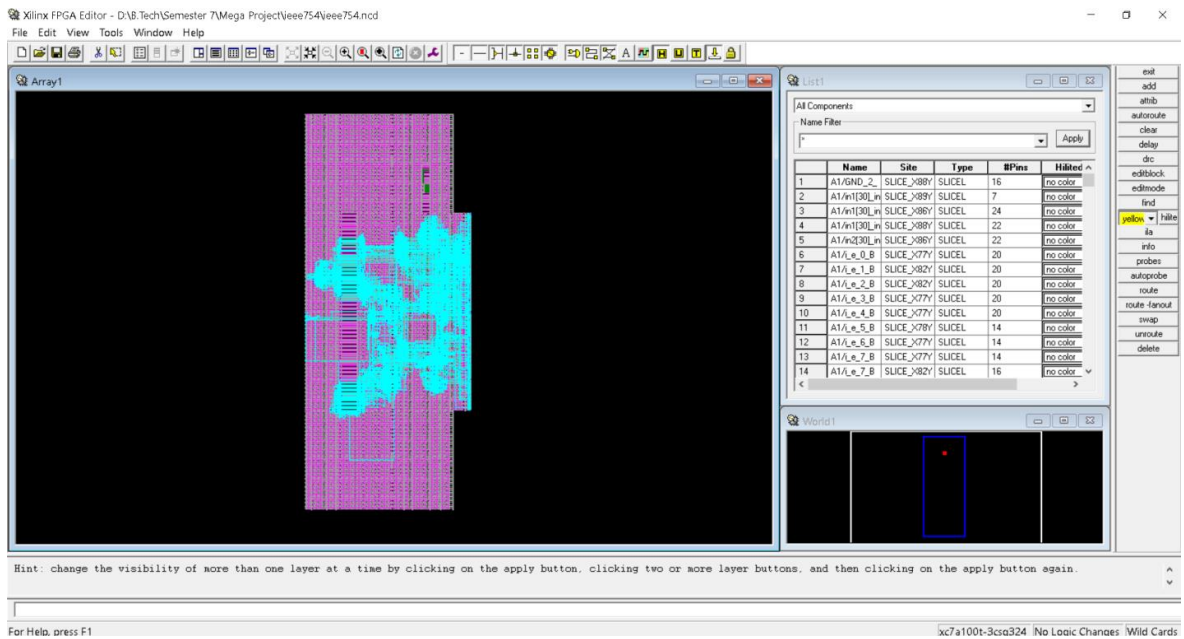 Xilinx FPGA Editor - D:\B.Tech\Semester 7\Mega Project\ieee754\ieee754.ncd
File Edit View Tools Window Help
A
Array1
List1
All Components
Name Filter
*
Apply
Name Site Type #Pins Hilited
1 A1/GND_2_ SLICE_X88Y SLICEL 16 no color
2 A1/in1[30]_in SLICE_X89Y SLICEL 7 no color
3 A1/in1[30]_in SLICE_X86Y SLICEL 24 no color
4 A1/in1[30]_in SLICE_X88Y SLICEL 22 no color
5 A1/in2[30]_in SLICE_X86Y SLICEL 22 no color
6 A1/i_e_0_B SLICE_X77Y SLICEL 20 no color
7 A1/i_e_1_B SLICE_X82Y SLICEL 20 no color
8 A1/i_e_2_B SLICE_X82Y SLICEL 20 no color
9 A1/i_e_3_B SLICE_X77Y SLICEL 20 no color
10 A1/i_e_4_B SLICE_X77Y SLICEL 20 no color
11 A1/i_e_5_B SLICE_X78Y SLICEL 14 no color
12 A1/i_e_6_B SLICE_X77Y SLICEL 14 no color
13 A1/i_e_7_B SLICE_X77Y SLICEL 14 no color
14 A1/i_e_7_B SLICE_X82Y SLICEL 16 no color
World1
exit
add
attrib
autoroute
clear
delay
drc
editblock
editmode
find
yellow hilite
ila
info
probes
autoprobe
route
route -fanout
swap
unroute
delete
Hint: change the visibility of more than one layer at a time by clicking on the apply button, clicking two or more layer buttons, and then clicking on the apply button again.
For Help, press F1
xc7a100t-3csg324 No Logic Changes Wild Cards